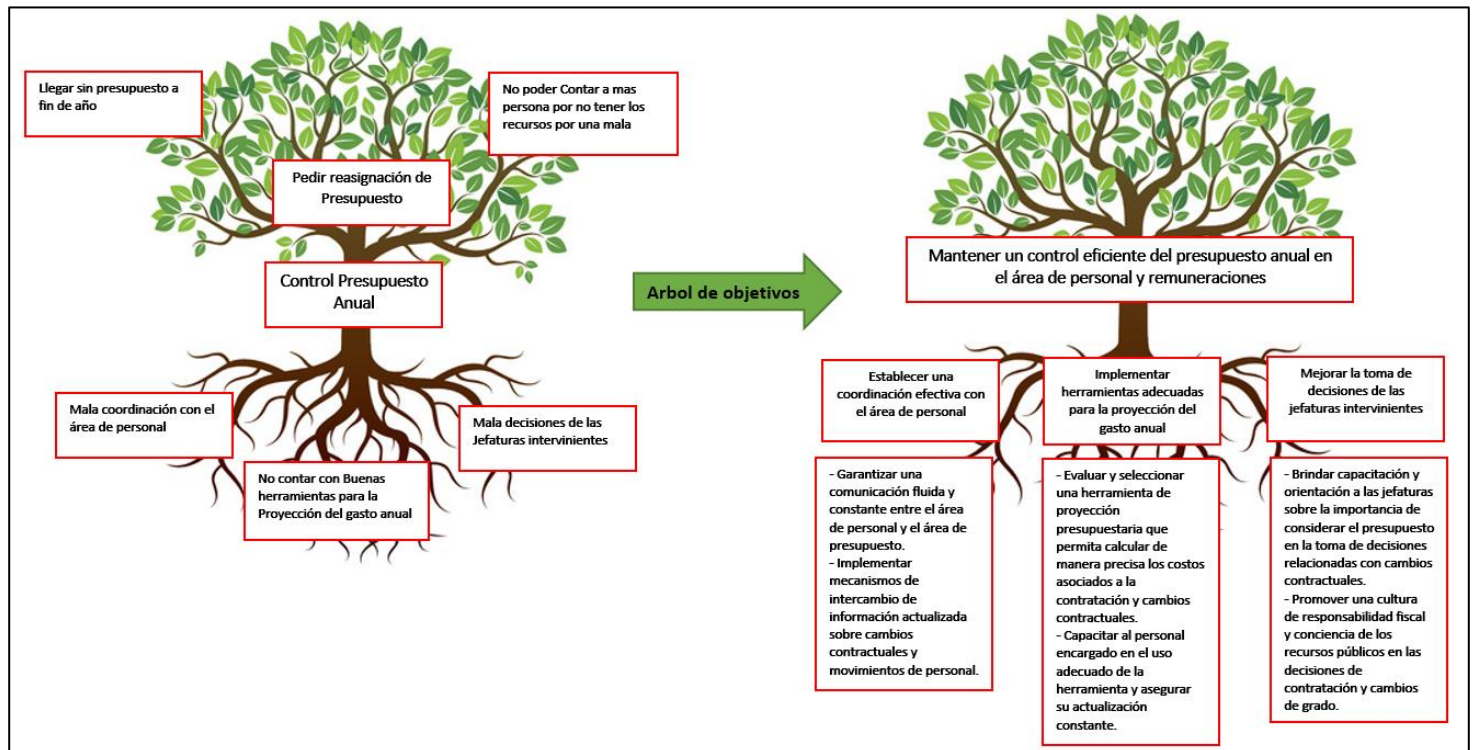 Llegar sin presupuesto a
fin de año
No poder Contar a mas
persona por no tener los
recursos por una mala
Pedir reasignación de
Presupuesto
Control Presupuesto
Anual
Mala coordinación con el
área de personal
Mala decisiones de las
Jefaturas intervinientes
No contar con Buenas
herramientas para la
Proyección del gasto anual
Arbol de objetivos
Mantener un control eficiente del presupuesto anual en
el área de personal y remuneraciones
Establecer una
coordinación efectiva con
el área de personal
Implementar
herramientas adecuadas
para la proyección del
gasto anual
Mejorar la toma de
decisiones de las
jefaturas intervinientes
- Garantizar una
comunicación fluida y
constante entre el área
de personal y el área de
presupuesto.
- Implementar
mecanismos de
intercambio de
información actualizada
sobre cambios
contractuales y
movimientos de personal.
- Evaluar y seleccionar
una herramienta de
proyección
presupuestaria que
permita calcular de
manera precisa los costos
asociados a la
contratación y cambios
contractuales.
- Capacitar al personal
encargado en el uso
adecuado de la
herramienta y asegurar
su actualización
constante.
- Brindar capacitación y
orientación a las jefaturas
sobre la importancia de
considerar el presupuesto
en la toma de decisiones
relacionadas con cambios
contractuales.
- Promover una cultura
de responsabilidad fiscal
y conciencia de los
recursos públicos en las
decisiones de
contratación y cambios
de grado.